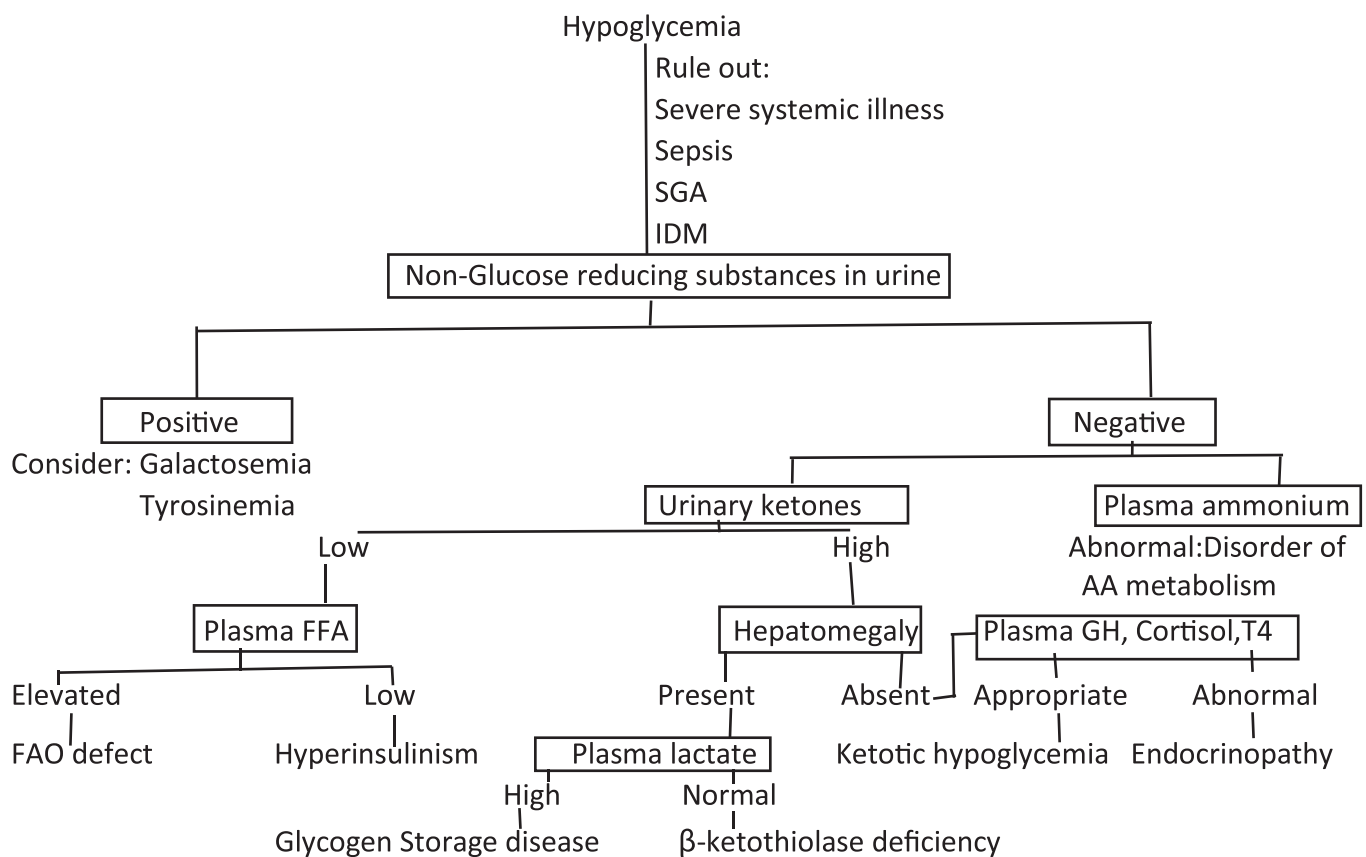 Hypoglycemia
Rule out:
Severe systemic illness
Sepsis
SGA
IDM
Non-Glucose reducing substances in urine
Positive
Negative
Consider: Galactosemia
Tyrosinemia
Urinary ketones
Plasma ammonium
Low
High
Abnormal:Disorder of
AA metabolism
Plasma FFA
Hepatomegaly
Plasma GH, Cortisol,T4
Elevated
Low
Present
Absent
Appropriate
Abnormal
FAO defect
Hyperinsulinism
Plasma lactate
Ketotic hypoglycemia
Endocrinopathy
High
Normal
Glycogen Storage disease
β-ketothiolase deficiency